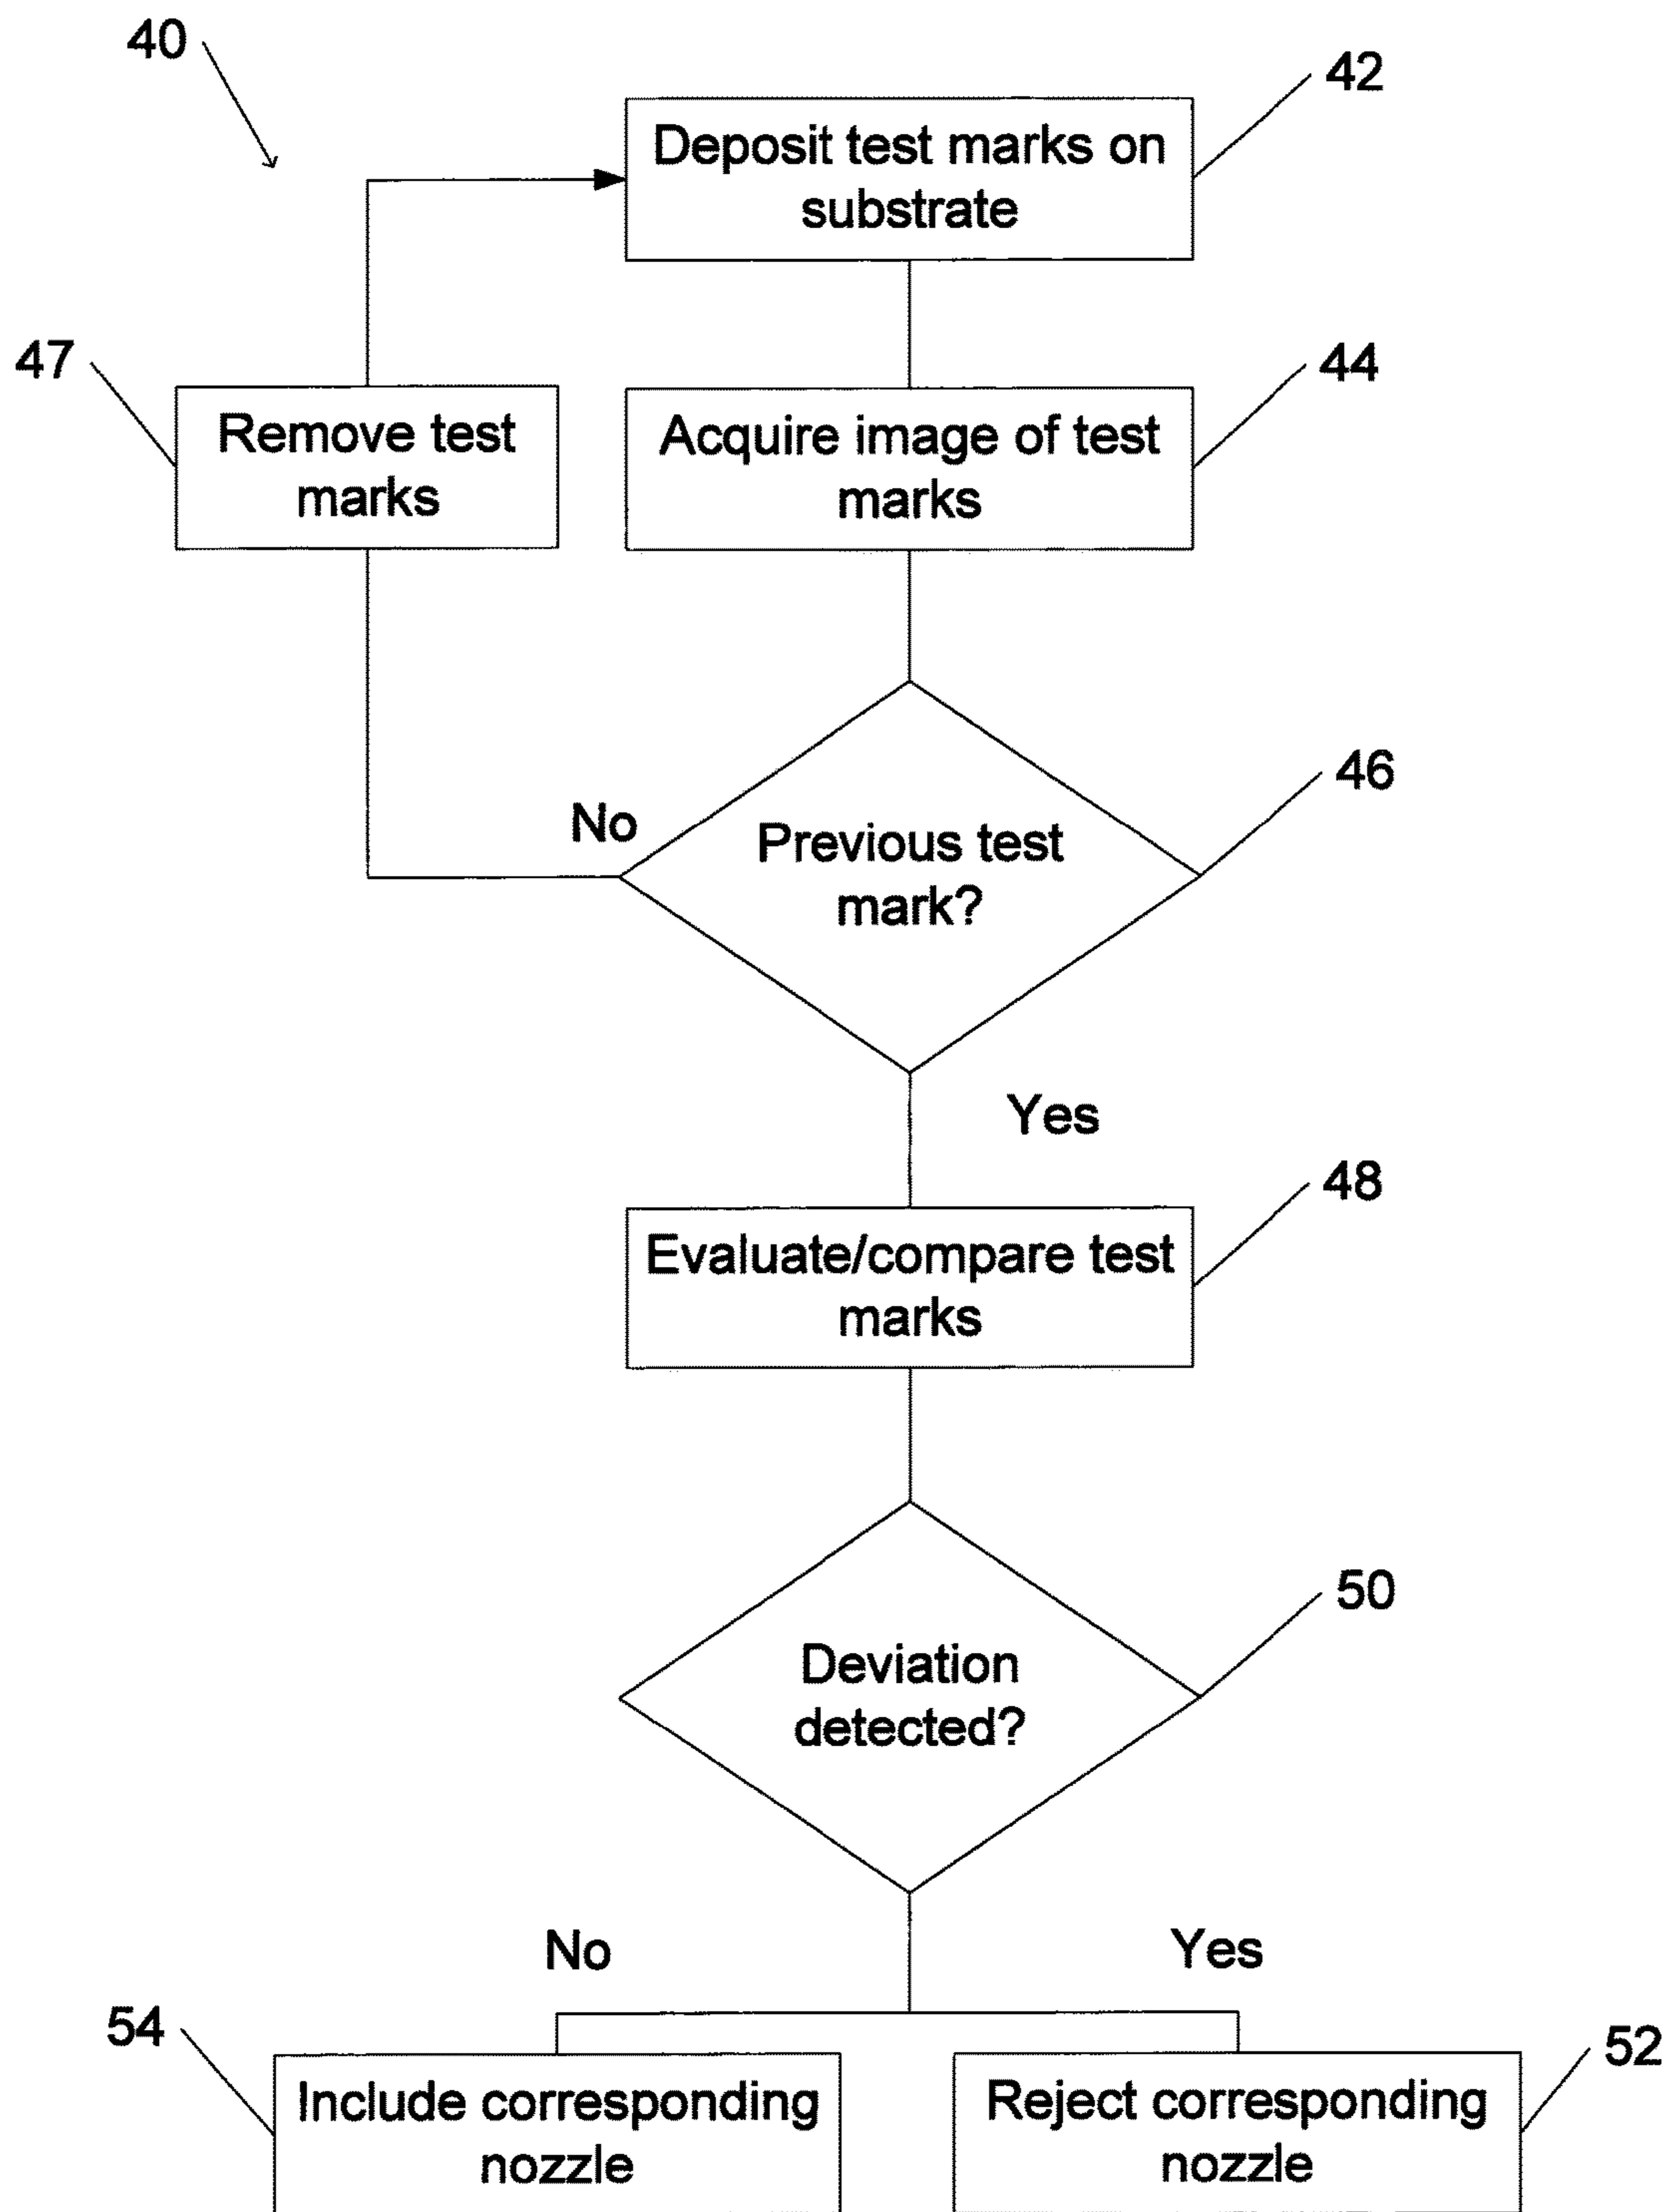 40
42
Deposit test marks on
substrate
47
44
Remove test
marks
Acquire image of test
marks
46
No
Previous test
mark?
Yes
48
Evaluate/compare test
marks
50
Deviation
detected?
No
Yes
54
52
Include corresponding
nozzle
Reject corresponding
nozzle